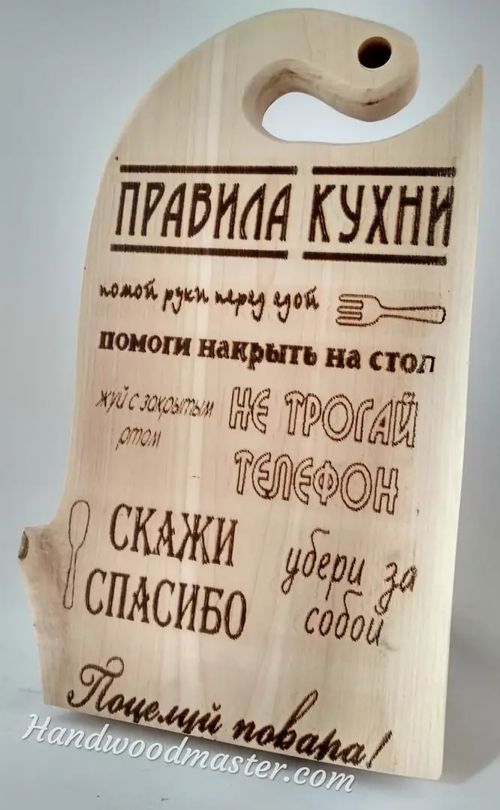 ПРАВИЛА КУХНИ
помой руки перед едой
помоги накрыть на стол
жуй с закрытым
ртом
НЕ ТРОГАЙ
ТЕЛЕФОН
СКАЖИ
СПАСИБО
убери за
собой
Поцелуй повара!
Handwoodmaster.com